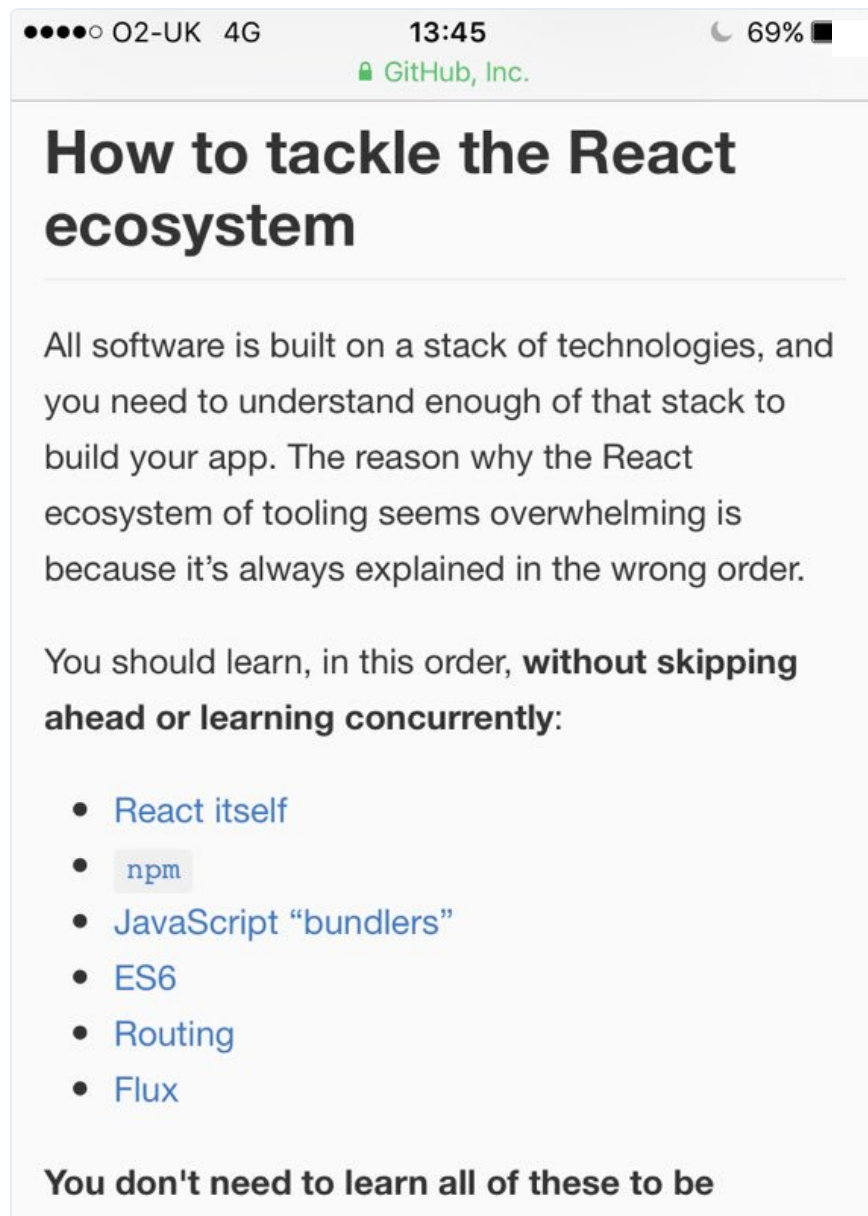 O2-UK 4G 13:45 69%
GitHub, Inc.
How to tackle the React
ecosystem
All software is built on a stack of technologies, and
you need to understand enough of that stack to
build your app. The reason why the React
ecosystem of tooling seems overwhelming is
because it’s always explained in the wrong order.
You should learn, in this order, without skipping
ahead or learning concurrently:
• React itself
• npm
• JavaScript “bundlers”
• ES6
• Routing
• Flux
You don't need to learn all of these to be